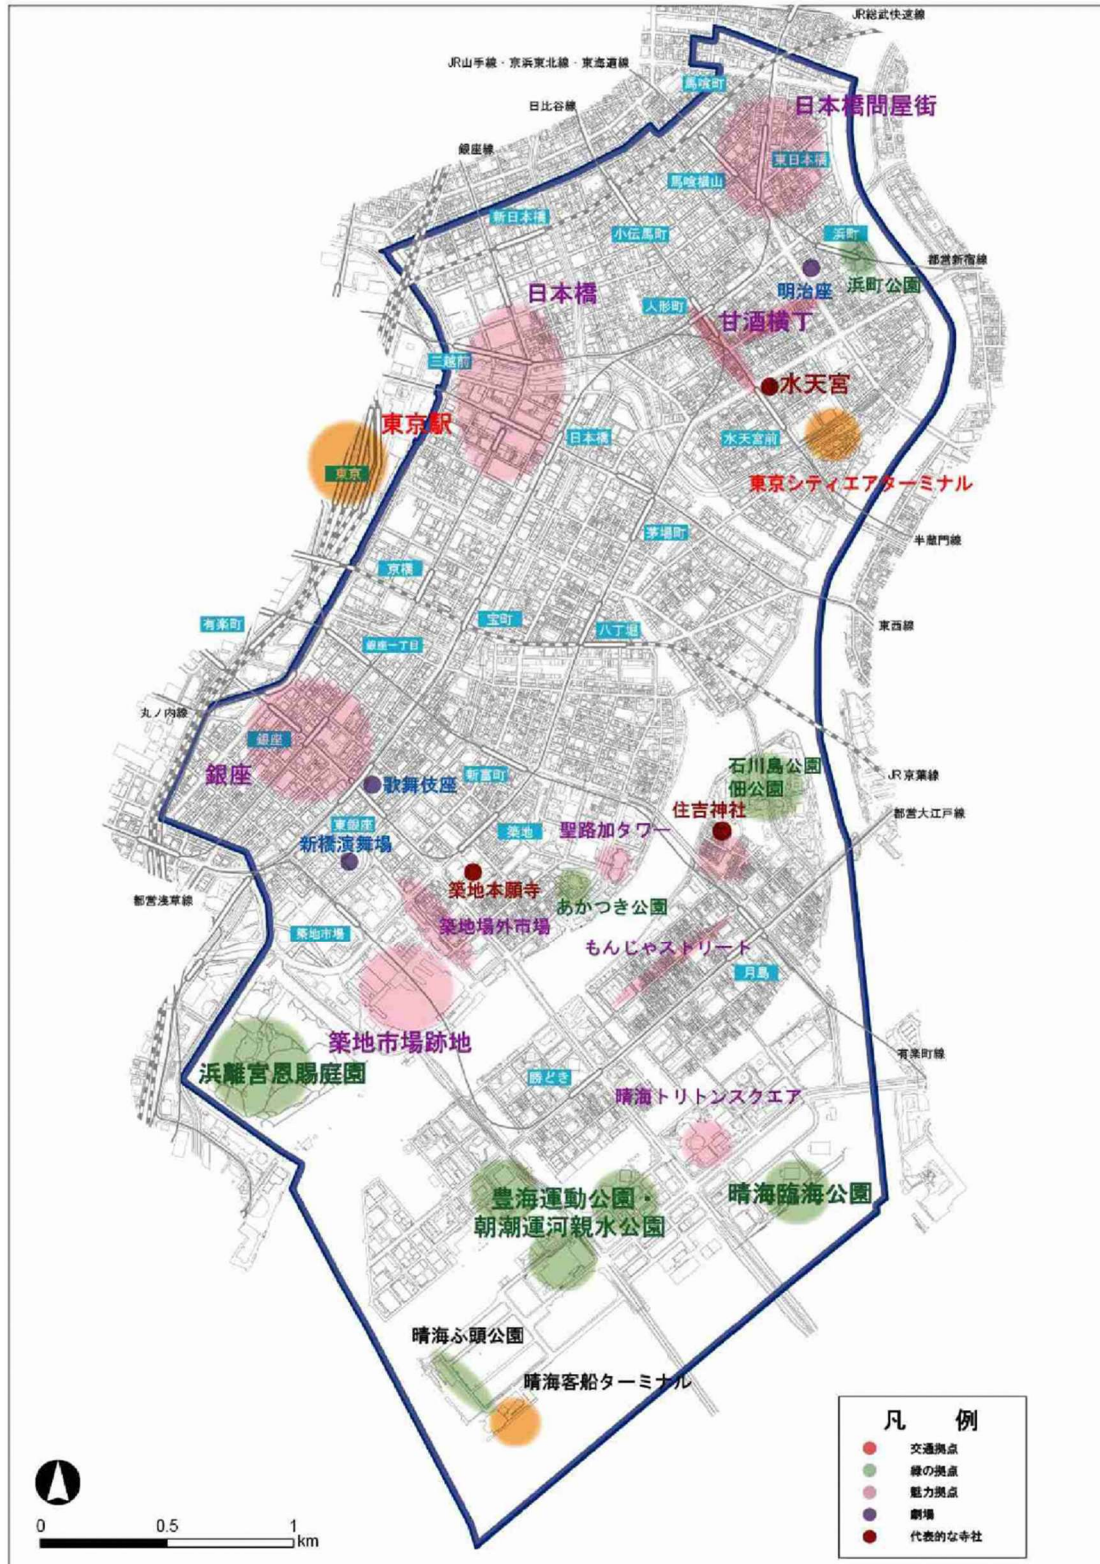 JR総武快速線
JR山手線・京浜東北線・東海道線
馬喰町
日比谷線
日本橋問屋街
銀座線
東日本橋
馬喰横山
新日本橋
小伝馬町
浜町
都営新宿線
浜町公園
明治座
日本橋
人形町
甘酒横丁
三越前
水天宮
東京駅
日本橋
水天宮前
東京
東京シティエアターミナル
茅場町
半蔵門線
京橋
有楽町
宝町
八丁堀
東西線
銀座一丁目
丸ノ内線
銀座
銀座
新富町
石川島公園
佃公園
JR京葉線
歌舞伎座
住吉神社
都営大江戸線
東銀座
築地
聖路加タワー
新橋演舞場
築地本願寺
都営浅草線
あかつき公園
築地場外市場
築地市場
もんじゃストリート
月島
築地市場跡地
有楽町線
浜離宮恩賜庭園
勝どき
晴海トリトンスクエア
豊海運動公園・
朝潮運河親水公園
晴海臨海公園
晴海ふ頭公園
晴海客船ターミナル
凡 例
交通拠点
緑の拠点
魅力拠点
劇場
代表的な寺社
0 0.5 1
km